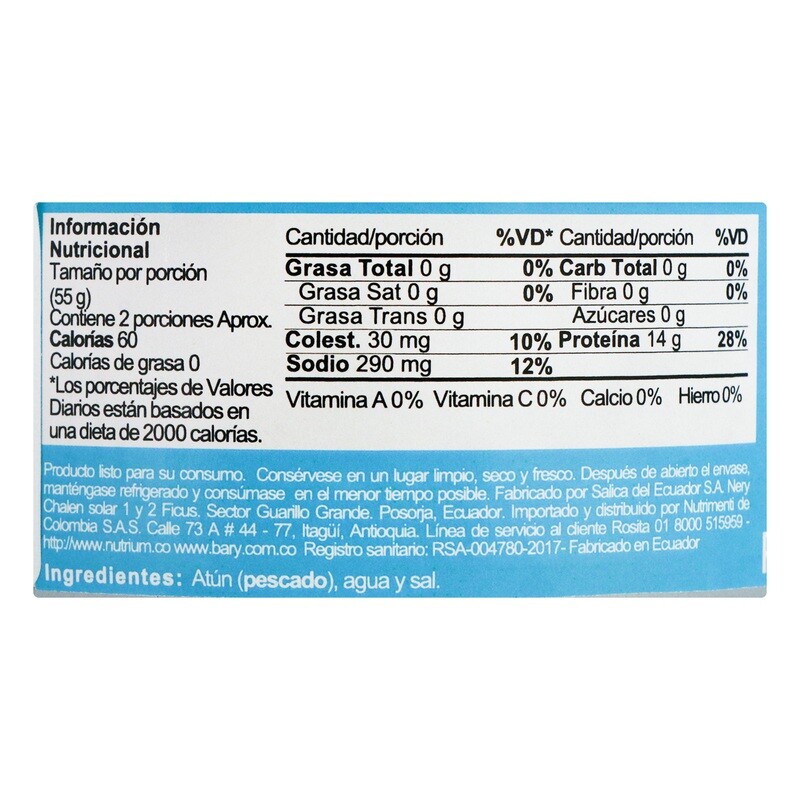 Información
Nutricional
Tamaño por porción
(55 g)
Contiene 2 porciones Aprox.
Calorías 60
Calorías de grasa 0
*Los porcentajes de Valores
Diarios están basados en
una dieta de 2000 calorías.
Cantidad/porción %VD* Cantidad/porción %VD
Grasa Total 0 g 0% Carb Total 0 g 0%
Grasa Sat 0 g 0% Fibra 0 g 0%
Grasa Trans 0 g Azúcares 0 g
Colest. 30 mg 10% Proteína 14 g 28%
Sodio 290 mg 12%
Vitamina A 0% Vitamina C 0% Calcio 0% Hierro 0%
Producto listo para su consumo. Consérvese en un lugar limpio, seco y fresco. Después de abierto el envase,
manténgase refrigerado y consúmase en el menor tiempo posible. Fabricado por Salica del Ecuador S.A. Nery
Chalen solar 1 y 2 Ficus. Sector Guarillo Grande. Posorja, Ecuador. Importado y distribuido por Nutrimenti de
Colombia S.A.S. Calle 73 A # 44 - 77, Itagüí, Antioquia. Línea de servicio al cliente Rosita 01 8000 515959 -
http://www.nutrium.co www.bary.com.co Registro sanitario: RSA-004780-2017- Fabricado en Ecuador
Ingredientes: Atún (pescado), agua y sal.